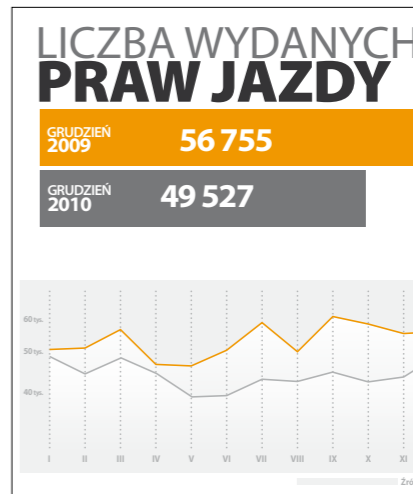 LICZBA WYDANYCH
PRAW JAZDY
GRUDZIEŃ
2009
56 755
GRUDZIEŃ
2010
49 527
60 tys.
50 tys.
40 tys.
I II III IV V VI VII VIII IX X XI
Źró